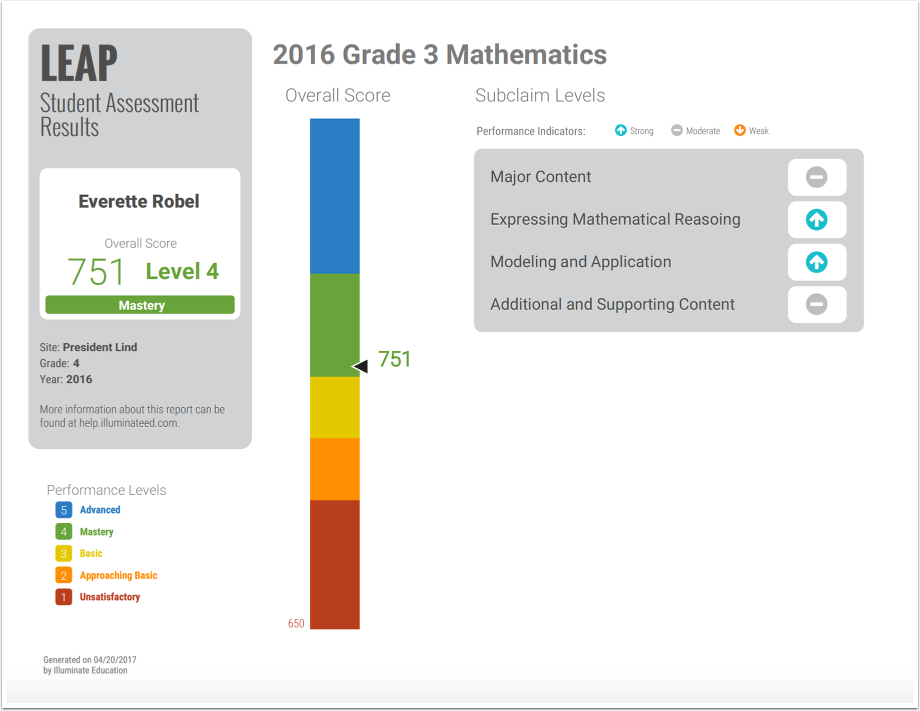 LEAP
Student Assessment
Results
Everette Robel
Overall Score
751 Level 4
Mastery
Site: President Lind
Grade: 4
Year: 2016
More information about this report can be
found at help.illuminateed.com.
Performance Levels
5 Advanced
4 Mastery
3 Basic
2 Approaching Basic
1 Unsatisfactory
Generated on 04/20/2017
by Illuminate Education
2016 Grade 3 Mathematics
Overall Score
751
650
Subclaim Levels
Performance Indicators: Strong Moderate Weak
Major Content
Expressing Mathematical Reasoing
Modeling and Application
Additional and Supporting Content